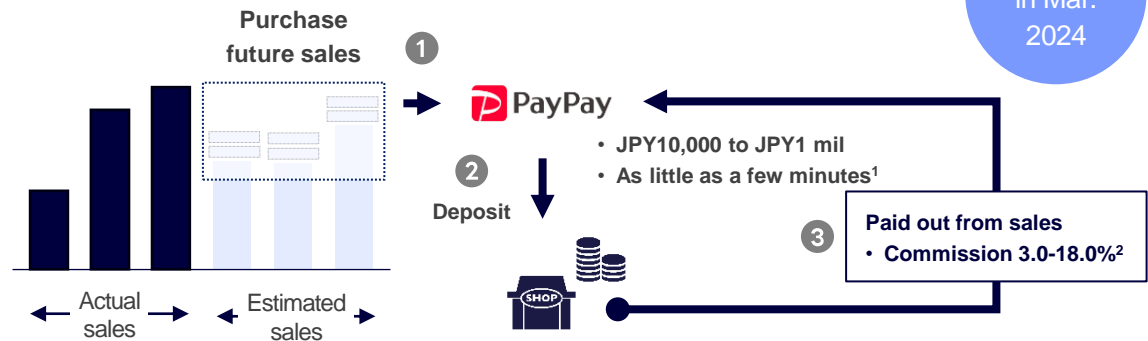 in Mar.
2024
Purchase
future sales
1
PayPay
• JPY10,000 to JPY1 mil
• As little as a few minutes¹
2
Deposit
3
Paid out from sales
• Commission 3.0-18.0%²
SHOP
Actual
sales
Estimated
sales